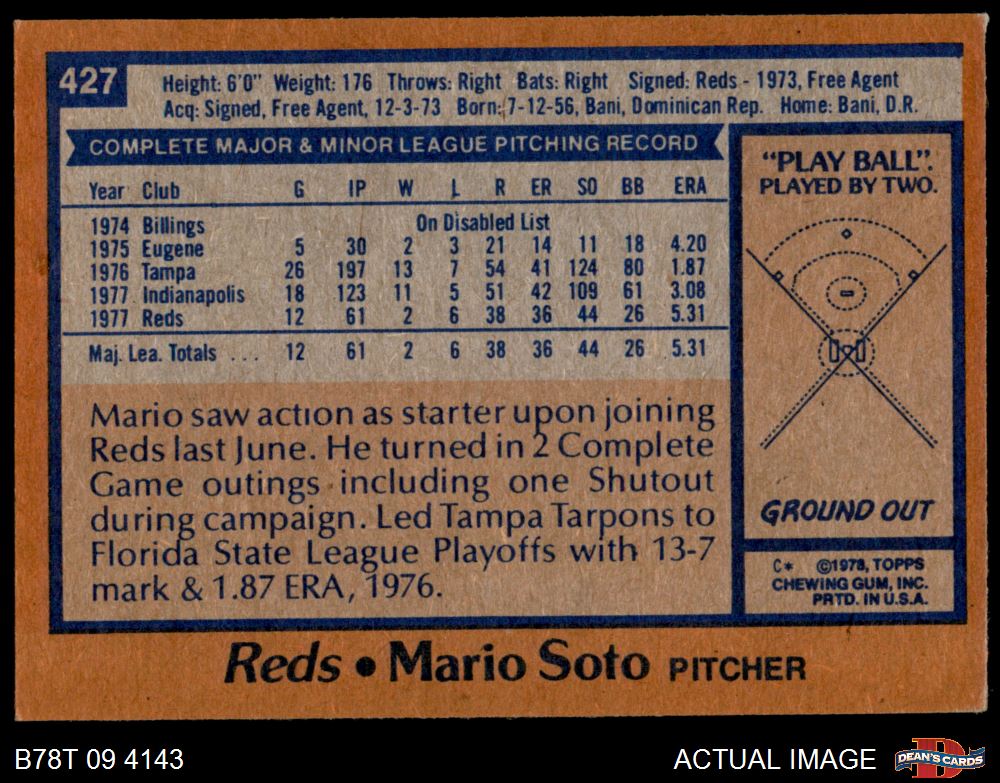 427
Height: 6'0" Weight: 176 Throws: Right Bats: Right Signed: Reds - 1973, Free Agent
Acq: Signed, Free Agent, 12-3-73 Born: 7-12-56, Bani, Dominican Rep. Home: Bani, D.R.
COMPLETE MAJOR & MINOR LEAGUE PITCHING RECORD
Year Club G IP W L R ER SO BB ERA
1974 Billings On Disabled List
1975 Eugene 5 30 2 3 21 14 11 18 4.20
1976 Tampa 26 197 13 7 54 41 124 80 1.87
1977 Indianapolis 18 123 11 5 51 42 109 61 3.08
1977 Reds 12 61 2 6 38 36 44 26 5.31
Maj. Lea. Totals ... 12 61 2 6 38 36 44 26 5.31
Mario saw action as starter upon joining
Reds last June. He turned in 2 Complete
Game outings including one Shutout
during campaign. Led Tampa Tarpons to
Florida State League Playoffs with 13-7
mark & 1.87 ERA, 1976.
"PLAY BALL".
PLAYED BY TWO.
GROUND OUT
C* ©1978, TOPPS
CHEWING GUM, INC.
PRTD. IN U.S.A.
Reds • Mario Soto PITCHER
B78T 09 4143
ACTUAL IMAGE
D
DEAN'S CARDS